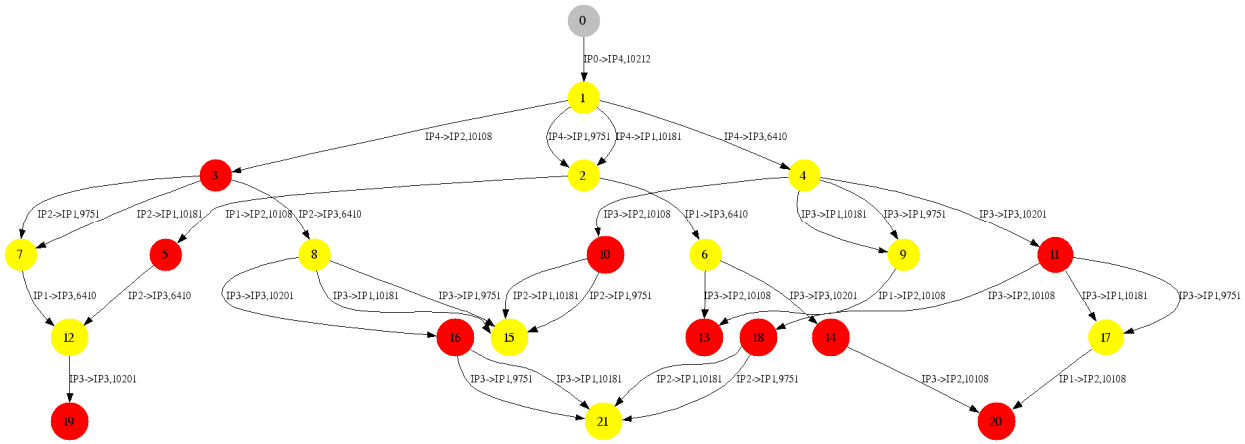 0
IP0->IP4,10212
1
IP4->IP2,10108
IP4->IP1,9751
IP4->IP1,10181
IP4->IP3,6410
3
2
4
IP2->IP1,9751
IP2->IP1,10181
IP1->IP2,10108
IP2->IP3,6410
IP1->IP3,6410
IP3->IP2,10108
IP3->IP1,10181
IP3->IP1,9751
IP3->IP3,10201
7
5
8
10
6
9
11
IP1->IP3,6410
IP2->IP3,6410
IP3->IP3,10201
IP3->IP1,10181
IP3->IP1,9751
IP2->IP1,10181
IP2->IP1,9751
IP3->IP2,10108
IP3->IP3,10201
IP1->IP2,10108
IP3->IP2,10108
IP3->IP1,10181
IP3->IP1,9751
12
16
15
13
18
14
17
IP3->IP3,10201
IP3->IP1,9751
IP3->IP1,10181
IP2->IP1,10181
IP2->IP1,9751
IP3->IP2,10108
IP1->IP2,10108
19
21
20